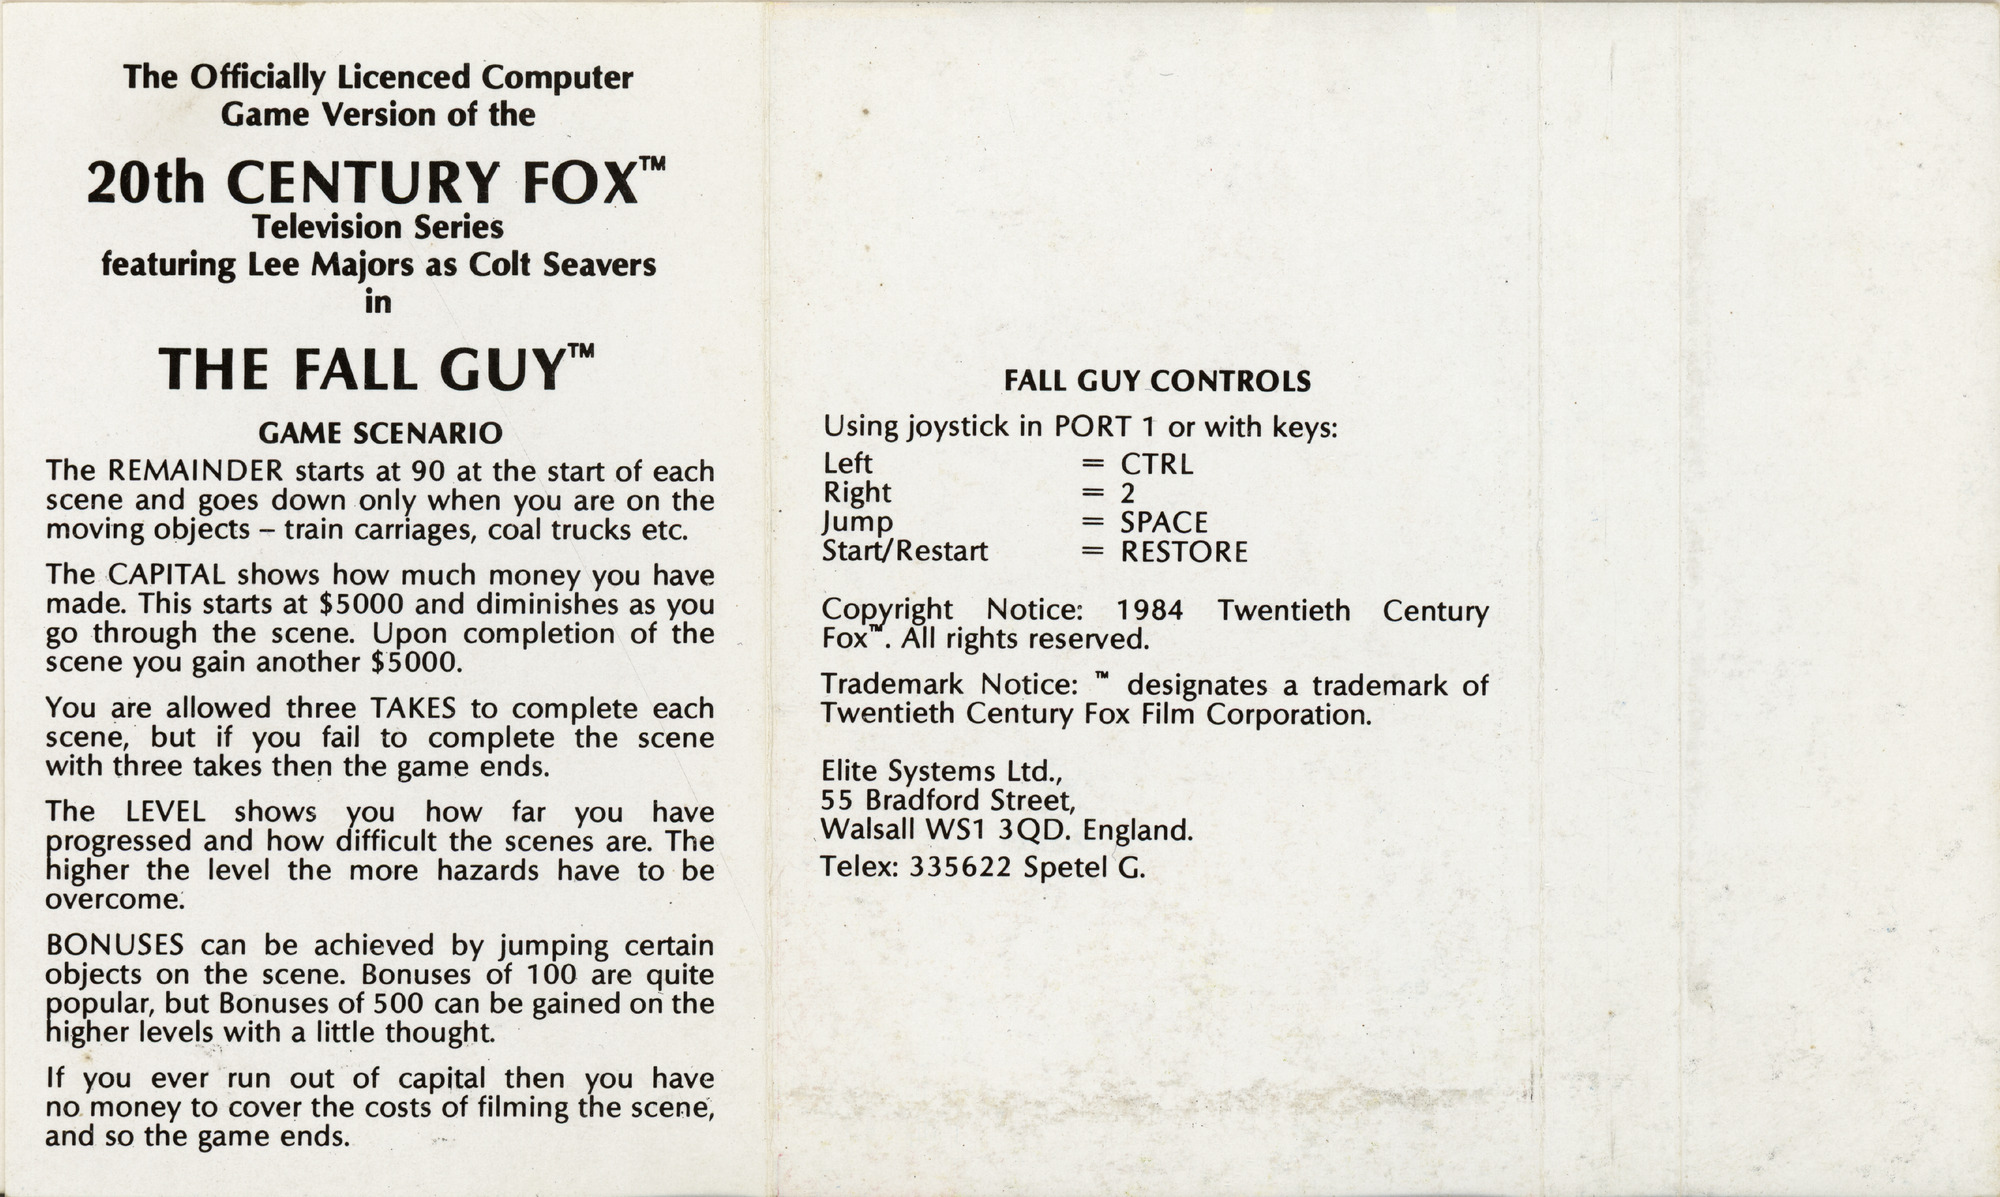 The Officially Licenced Computer
Game Version of the
20th CENTURY FOX™
Television Series
featuring Lee Majors as Colt Seavers
in
THE FALL GUY™
GAME SCENARIO
The REMAINDER starts at 90 at the start of each
scene and goes down only when you are on the
moving objects – train carriages, coal trucks etc.
The CAPITAL shows how much money you have
made. This starts at $5000 and diminishes as you
go through the scene. Upon completion of the
scene you gain another $5000.
You are allowed three TAKES to complete each
scene, but if you fail to complete the scene
with three takes then the game ends.
The LEVEL shows you how far you have
progressed and how difficult the scenes are. The
higher the level the more hazards have to be
overcome.
BONUSES can be achieved by jumping certain
objects on the scene. Bonuses of 100 are quite
popular, but Bonuses of 500 can be gained on the
higher levels with a little thought.
If you ever run out of capital then you have
no money to cover the costs of filming the scene,
and so the game ends.
FALL GUY CONTROLS
Using joystick in PORT 1 or with keys:
Left = CTRL
Right = 2
Jump = SPACE
Start/Restart = RESTORE
Copyright Notice: 1984 Twentieth Century
Fox™. All rights reserved.
Trademark Notice: ™ designates a trademark of
Twentieth Century Fox Film Corporation.
Elite Systems Ltd.,
55 Bradford Street,
Walsall WS1 3QD. England.
Telex: 335622 Spetel G.